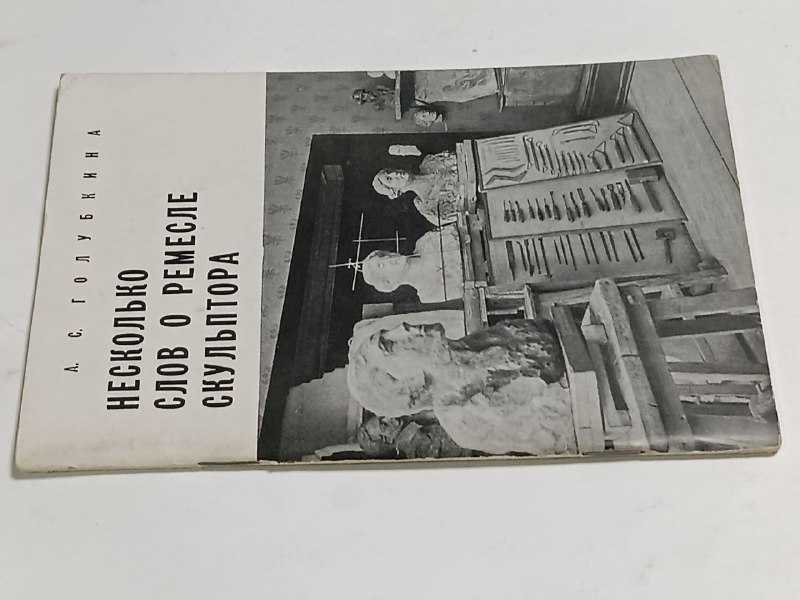 А. С. ГОЛУБКИНА
НЕСКОЛЬКО
СЛОВ О РЕМЕСЛЕ
СКУЛЬПТОРА